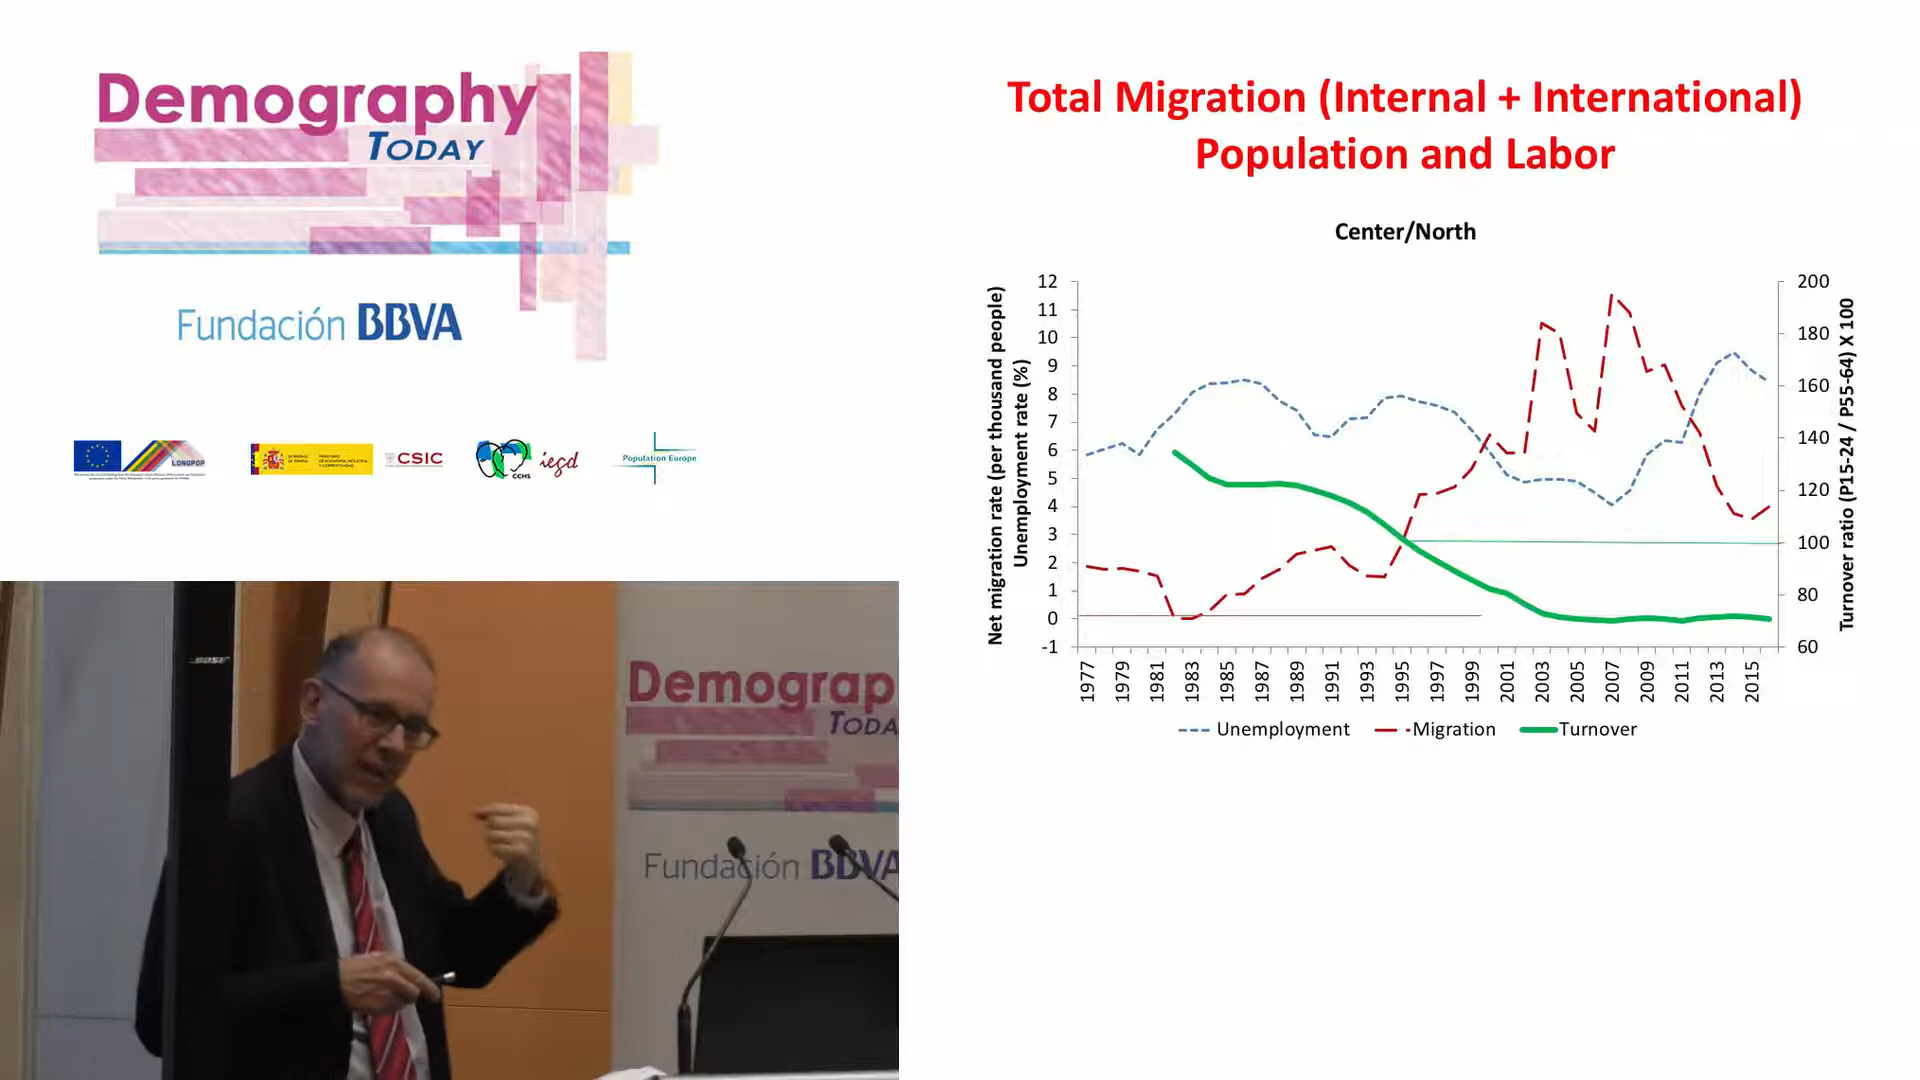 Demography
TODAY
Fundación BBVA
LONGPOP
CSIC
CCHS
iegd
Population Europe
Total Migration (Internal + International)
Population and Labor
Center/North
Net migration rate (per thousand people)
Unemployment rate (%)
12
11
10
9
8
7
6
5
4
3
2
1
0
-1
200
180
160
140
120
100
80
60
Turnover ratio (P15-24 / P55-64) X 100
1977
1979
1981
1983
1985
1987
1989
1991
1993
1995
1997
1999
2001
2003
2005
2007
2009
2011
2013
2015
Unemployment
Migration
Turnover
BOSE
Demograp
TODA
Fundación BBVA